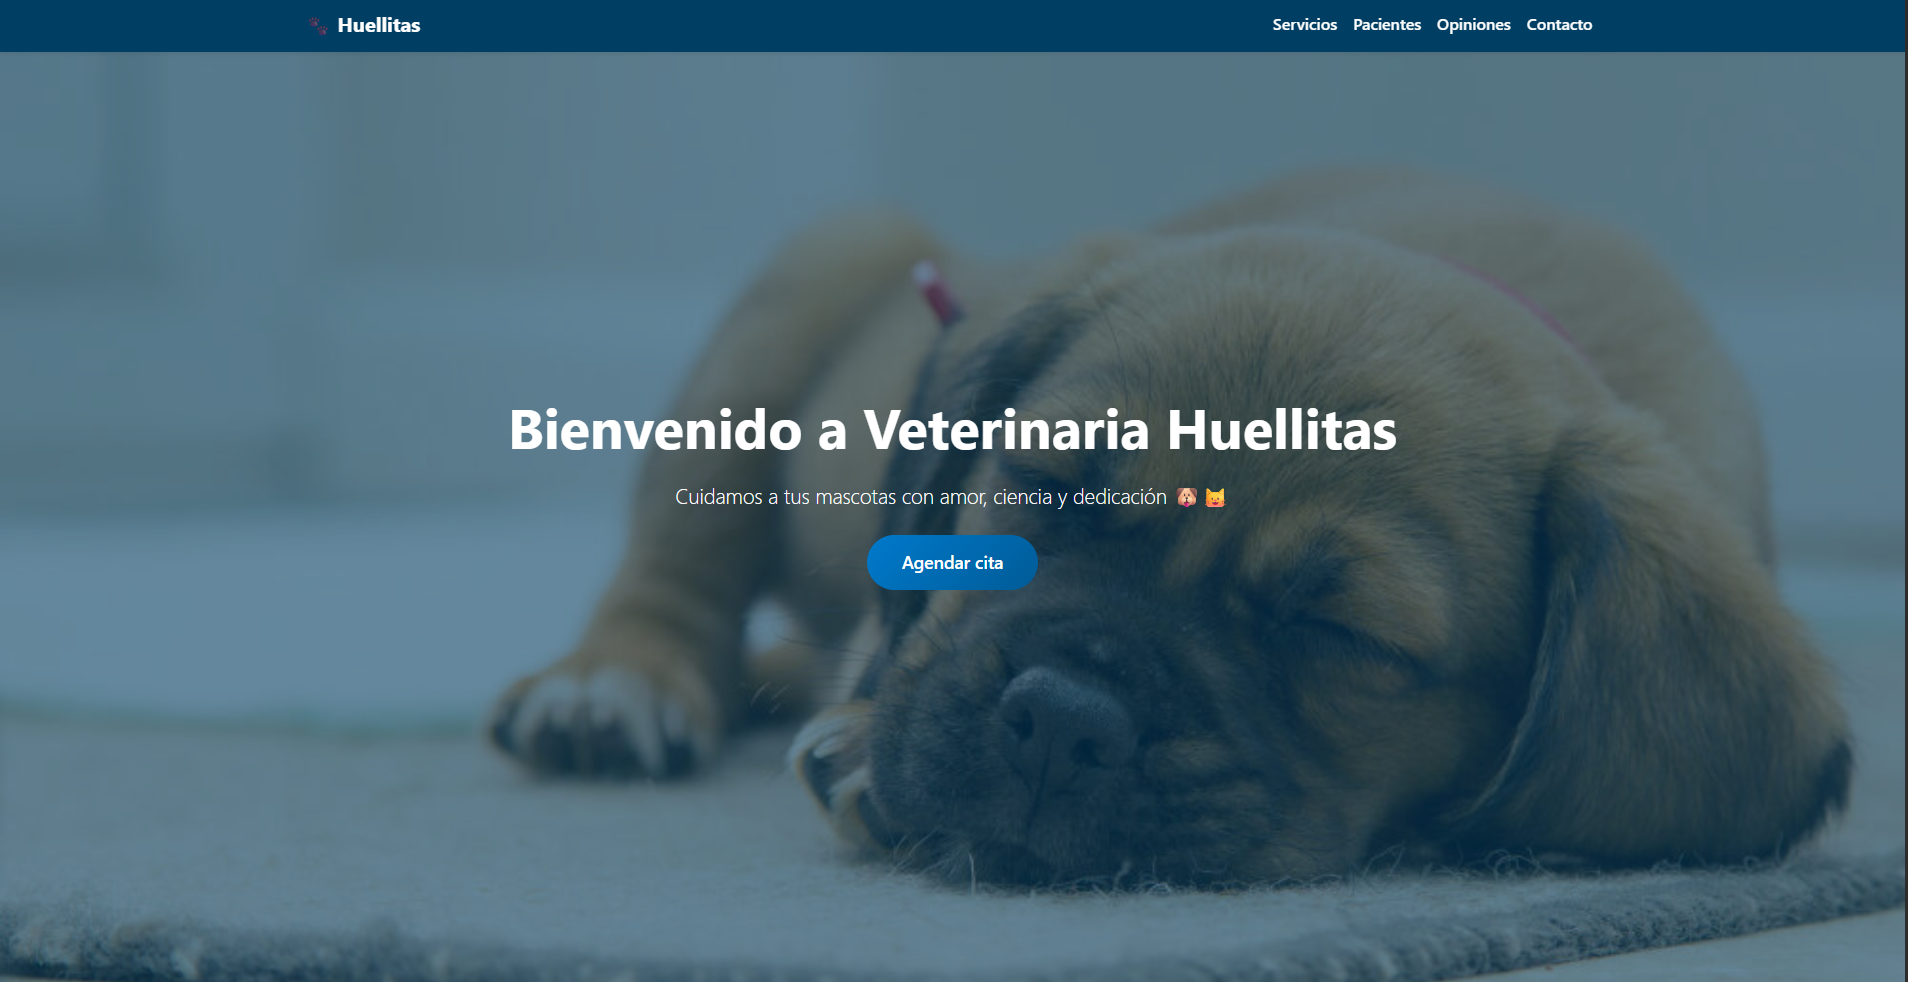 🐾 Huellitas
Servicios Pacientes Opiniones Contacto
Bienvenido a Veterinaria Huellitas
Cuidamos a tus mascotas con amor, ciencia y dedicación 🐶 🐱
Agendar cita